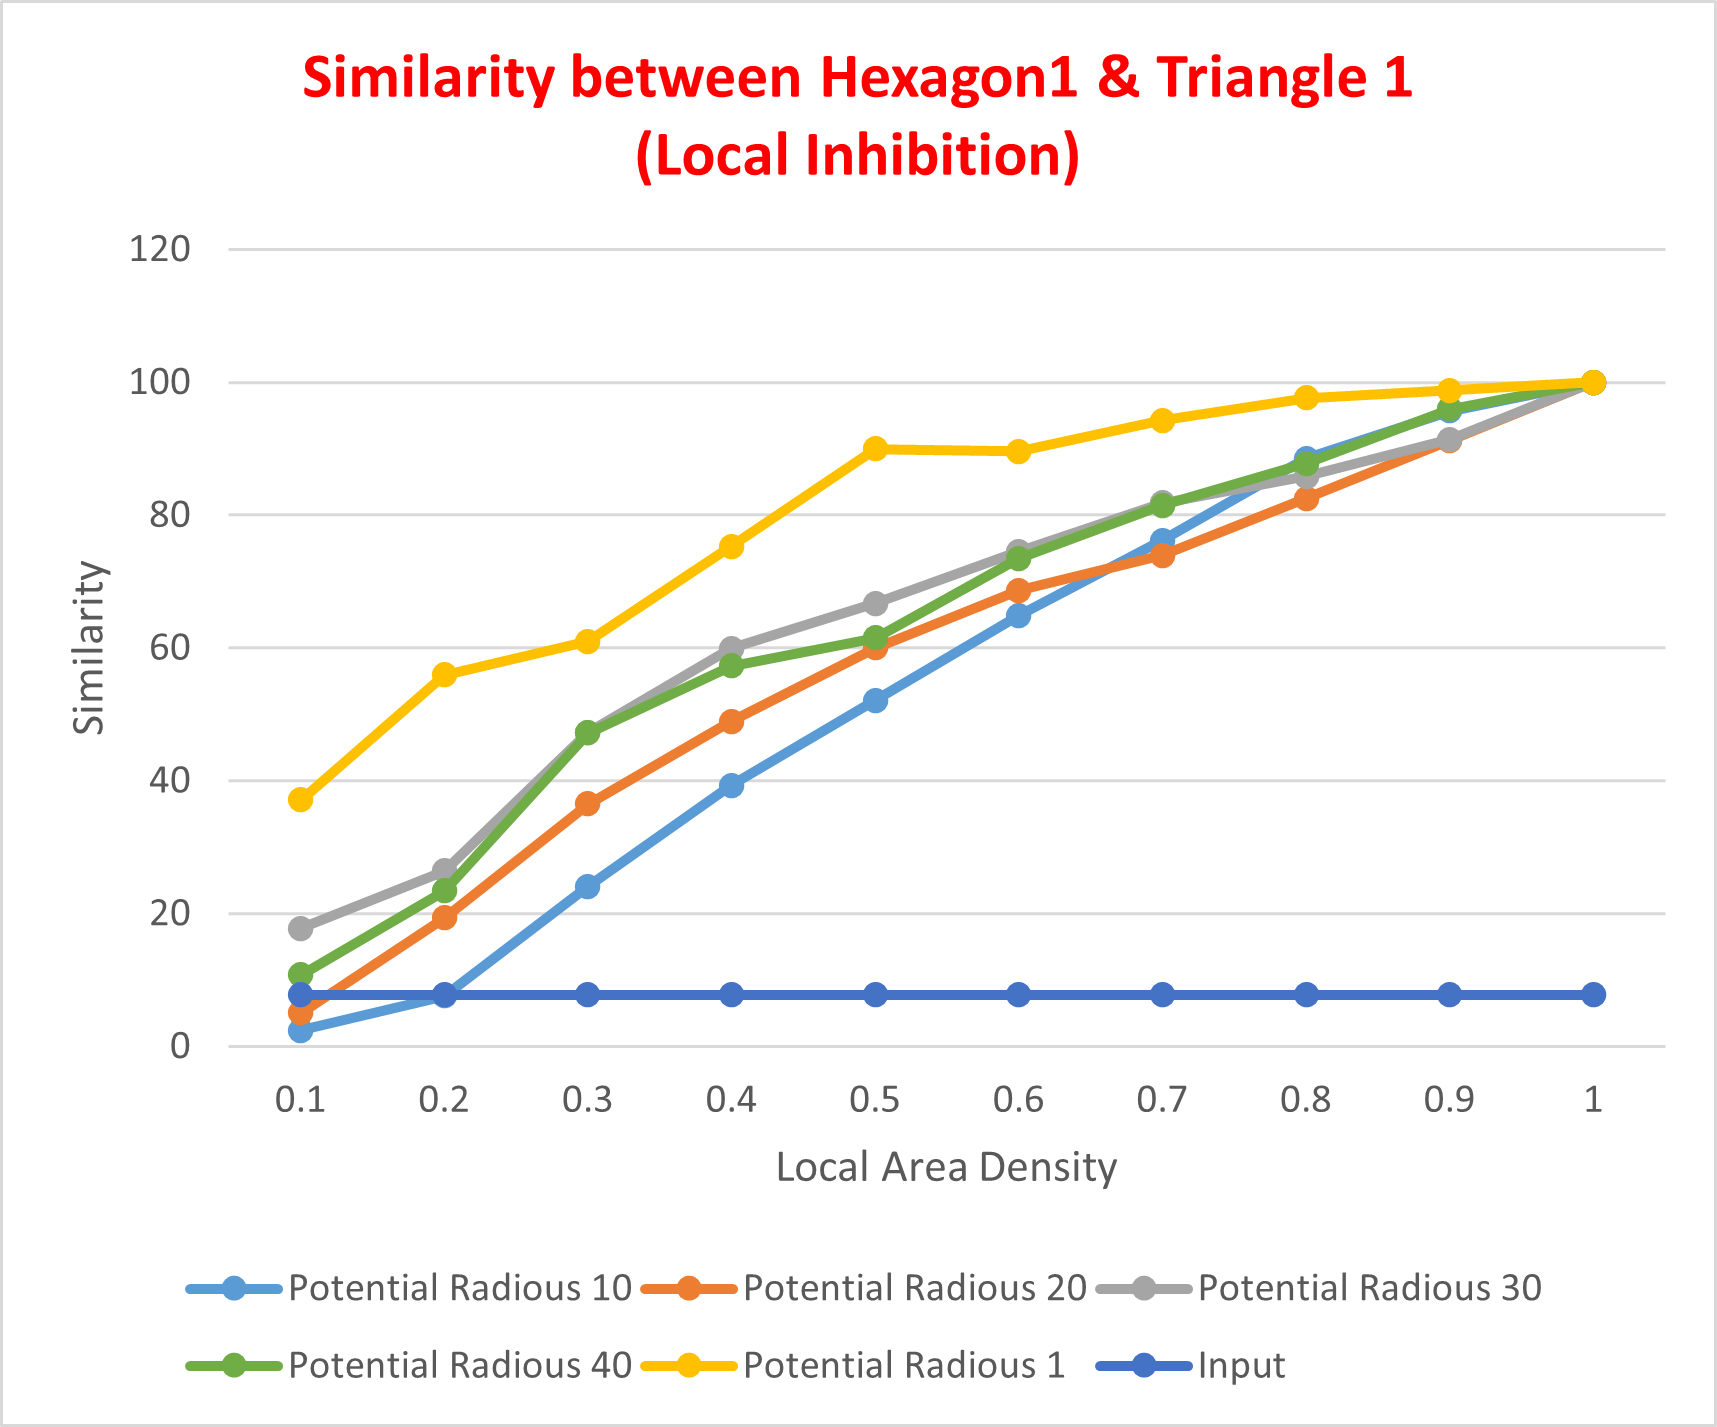 Similarity between Hexagon1 & Triangle 1
(Local Inhibition)
120
100
80
60
40
20
0
Similarity
0.1 0.2 0.3 0.4 0.5 0.6 0.7 0.8 0.9 1
Local Area Density
Potential Radious 10 Potential Radious 20 Potential Radious 30
Potential Radious 40 Potential Radious 1 Input